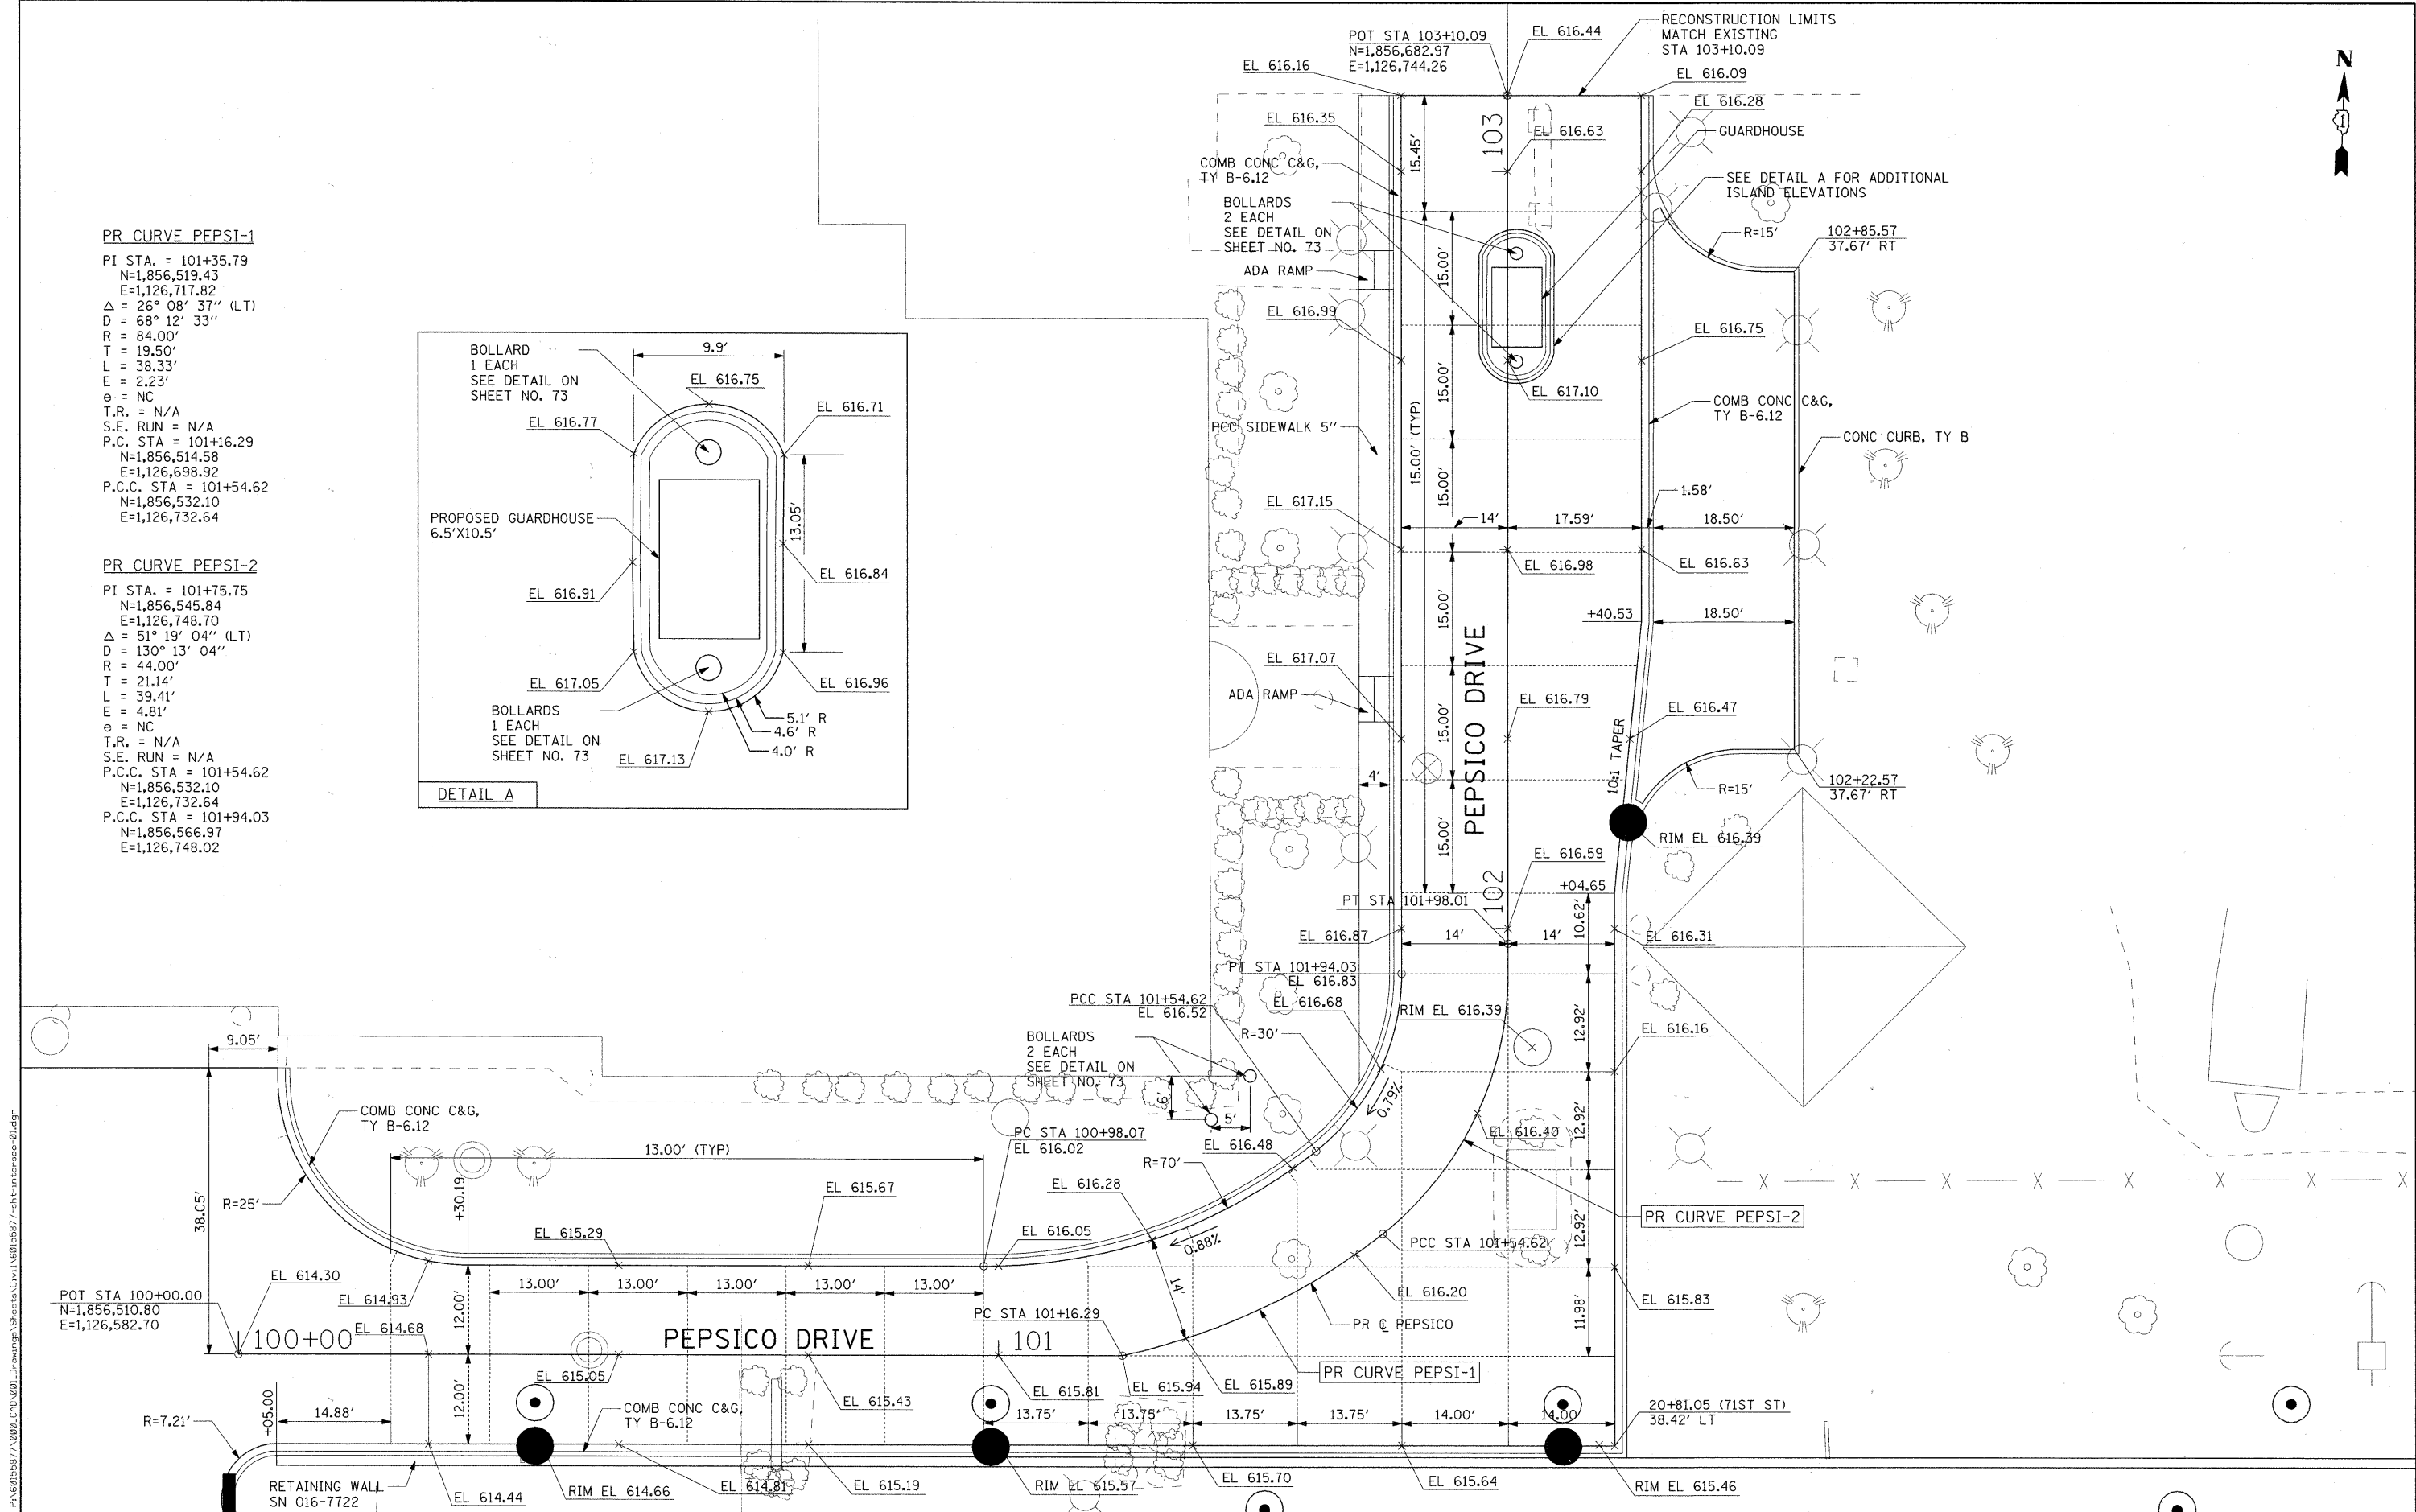 RECONSTRUCTION LIMITS
MATCH EXISTING
STA 103+10.09
POT STA 103+10.09
N=1,856,682.97
E=1,126,744.26
EL 616.44
EL 616.16
EL 616.09
EL 616.28
GUARDHOUSE
N
1
EL 616.35
15.45'
103
EL 616.63
COMB CONC C&G,
TY B-6.12
SEE DETAIL A FOR ADDITIONAL
ISLAND ELEVATIONS
BOLLARDS
2 EACH
SEE DETAIL ON
SHEET NO. 73
R=15'
102+85.57
37.67' RT
15.00'
ADA RAMP
EL 616.99
EL 616.75
15.00'
EL 617.10
15.00' (TYP)
PCC SIDEWALK 5"
COMB CONC C&G,
TY B-6.12
CONC CURB, TY B
15.00'
EL 617.15
1.58'
14'
17.59'
18.50'
EL 616.98
EL 616.63
15.00'
+40.53
18.50'
EL 617.07
PEPSICO DRIVE
ADA RAMP
EL 616.79
EL 616.47
15.00'
10:1 TAPER
4'
R=15'
102+22.57
37.67' RT
15.00'
RIM EL 616.39
EL 616.59
102
+04.65
PT STA 101+98.01
10.62'
EL 616.87
14'
14'
EL 616.31
PT STA 101+94.03
EL 616.83
PCC STA 101+54.62
EL 616.52
EL 616.68
RIM EL 616.39
12.92'
EL 616.16
R=30'
BOLLARDS
2 EACH
SEE DETAIL ON
SHEET NO. 73
6'
5'
0.79%
12.92'
PC STA 100+98.07
EL 616.02
EL 616.48
EL 616.40
R=70'
EL 616.28
12.92'
PR CURVE PEPSI-2
0.88%
PCC STA 101+54.62
EL 616.05
14'
EL 616.20
EL 615.83
11.98'
PC STA 101+16.29
PR ℄ PEPSICO
PR CURVE PEPSI-1
PR CURVE PEPSI-1
PI STA. = 101+35.79
N=1,856,519.43
E=1,126,717.82
Δ = 26° 08' 37" (LT)
D = 68° 12' 33"
R = 84.00'
T = 19.50'
L = 38.33'
E = 2.23'
e = NC
T.R. = N/A
S.E. RUN = N/A
P.C. STA = 101+16.29
N=1,856,514.58
E=1,126,698.92
P.C.C. STA = 101+54.62
N=1,856,532.10
E=1,126,732.64
PR CURVE PEPSI-2
PI STA. = 101+75.75
N=1,856,545.84
E=1,126,748.70
Δ = 51° 19' 04" (LT)
D = 130° 13' 04"
R = 44.00'
T = 21.14'
L = 39.41'
E = 4.81'
e = NC
T.R. = N/A
S.E. RUN = N/A
P.C.C. STA = 101+54.62
N=1,856,532.10
E=1,126,732.64
P.C.C. STA = 101+94.03
N=1,856,566.97
E=1,126,748.02
BOLLARD
1 EACH
SEE DETAIL ON
SHEET NO. 73
9.9'
EL 616.75
EL 616.77
EL 616.71
PROPOSED GUARDHOUSE
6.5'X10.5'
13.05'
EL 616.84
EL 616.91
EL 617.05
EL 616.96
BOLLARDS
1 EACH
SEE DETAIL ON
SHEET NO. 73
5.1' R
4.6' R
4.0' R
EL 617.13
DETAIL A
9.05'
COMB CONC C&G,
TY B-6.12
13.00' (TYP)
38.05'
R=25'
+30.19
EL 615.67
EL 615.29
EL 614.30
13.00'
13.00'
13.00'
13.00'
13.00'
POT STA 100+00.00
N=1,856,510.80
E=1,126,582.70
EL 614.93
12.00'
100+00
EL 614.68
PEPSICO DRIVE
101
EL 615.05
EL 615.43
EL 615.81
EL 615.94
EL 615.89
+05.00
14.88'
12.00'
R=7.21'
COMB CONC C&G,
TY B-6.12
13.75'
13.75'
13.75'
13.75'
14.00'
14.00
20+81.05 (71ST ST)
38.42' LT
RETAINING WALL
SN 016-7722
EL 614.44
RIM EL 614.66
EL 614.81
EL 615.19
RIM EL 615.57
EL 615.70
EL 615.64
RIM EL 615.46
P:\60155877\000.CAD\001.Drawings\Sheets\Civil\60155877-sht-intersec-01.dgn